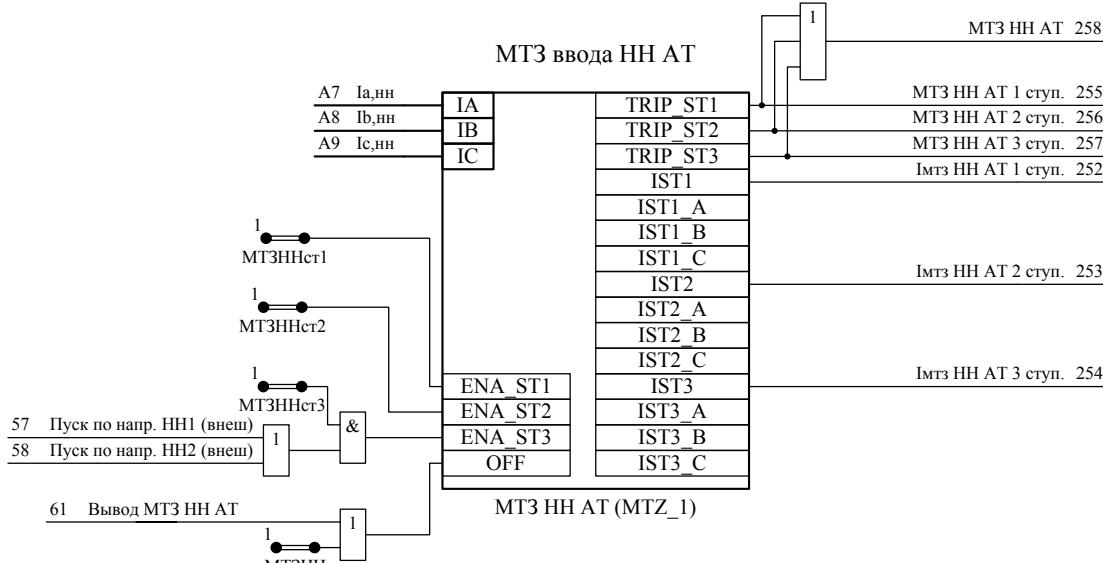 1
МТЗ НН АТ 258
МТЗ ввода НН АТ
A7 Ia,нн
A8 Ib,нн
A9 Ic,нн
IA
IB
IC
TRIP_ST1
TRIP_ST2
TRIP_ST3
IST1
IST1_A
IST1_B
IST1_C
IST2
IST2_A
IST2_B
IST2_C
IST3
IST3_A
IST3_B
IST3_C
МТЗ НН АТ 1 ступ. 255
МТЗ НН АТ 2 ступ. 256
МТЗ НН АТ 3 ступ. 257
Iмтз НН АТ 1 ступ. 252
Iмтз НН АТ 2 ступ. 253
Iмтз НН АТ 3 ступ. 254
1
МТЗННст1
1
МТЗННст2
1
МТЗННст3
ENA_ST1
ENA_ST2
ENA_ST3
OFF
57 Пуск по напр. НН1 (внеш)
58 Пуск по напр. НН2 (внеш)
1
&
61 Вывод МТЗ НН АТ
1
1
МТЗНН
МТЗ НН АТ (MTZ_1)